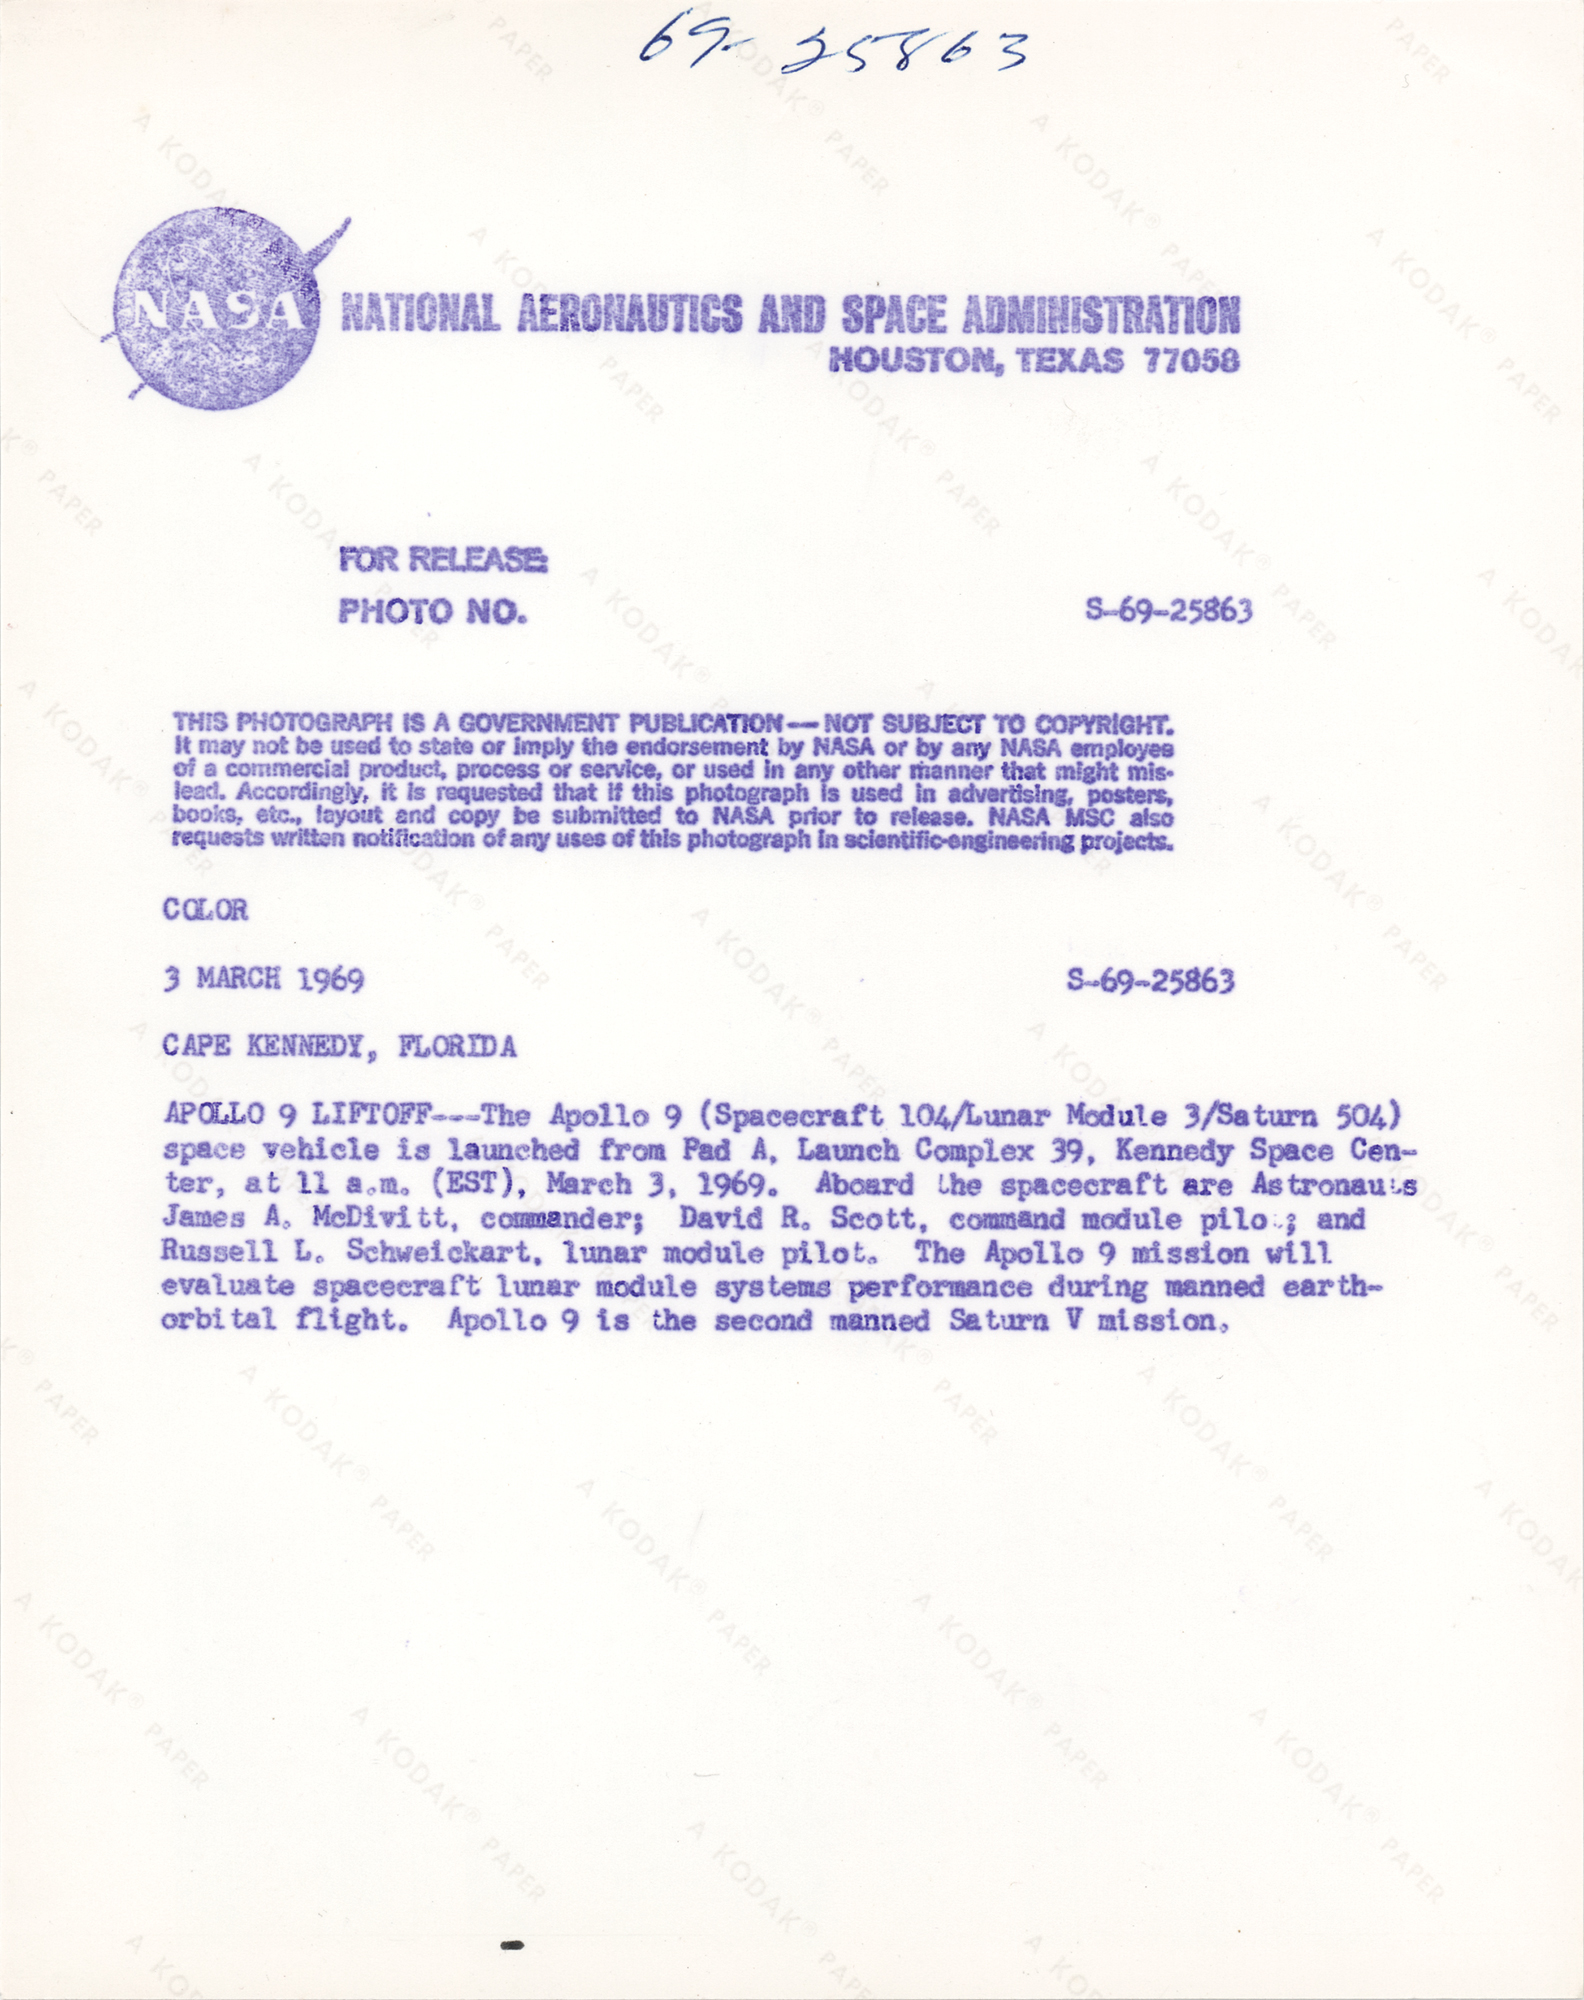 69-25863
NASA NATIONAL AERONAUTICS AND SPACE ADMINISTRATION
HOUSTON, TEXAS 77058
FOR RELEASE:
PHOTO NO. S-69-25863
THIS PHOTOGRAPH IS A GOVERNMENT PUBLICATION—NOT SUBJECT TO COPYRIGHT.
It may not be used to state or imply the endorsement by NASA or by any NASA employee
of a commercial product, process or service, or used in any other manner that might mis-
lead. Accordingly, it is requested that if this photograph is used in advertising, posters,
books, etc., layout and copy be submitted to NASA prior to release. NASA MSC also
requests written notification of any uses of this photograph in scientific-engineering projects.
COLOR
3 MARCH 1969 S-69-25863
CAPE KENNEDY, FLORIDA
APOLLO 9 LIFTOFF---The Apollo 9 (Spacecraft 104/Lunar Module 3/Saturn 504)
space vehicle is launched from Pad A, Launch Complex 39, Kennedy Space Cen-
ter, at 11 a.m. (EST), March 3, 1969. Aboard the spacecraft are Astronauts
James A. McDivitt, commander; David R. Scott, command module pilot; and
Russell L. Schweickart, lunar module pilot. The Apollo 9 mission will
evaluate spacecraft lunar module systems performance during manned earth-
orbital flight. Apollo 9 is the second manned Saturn V mission.
A KODAK® PAPER